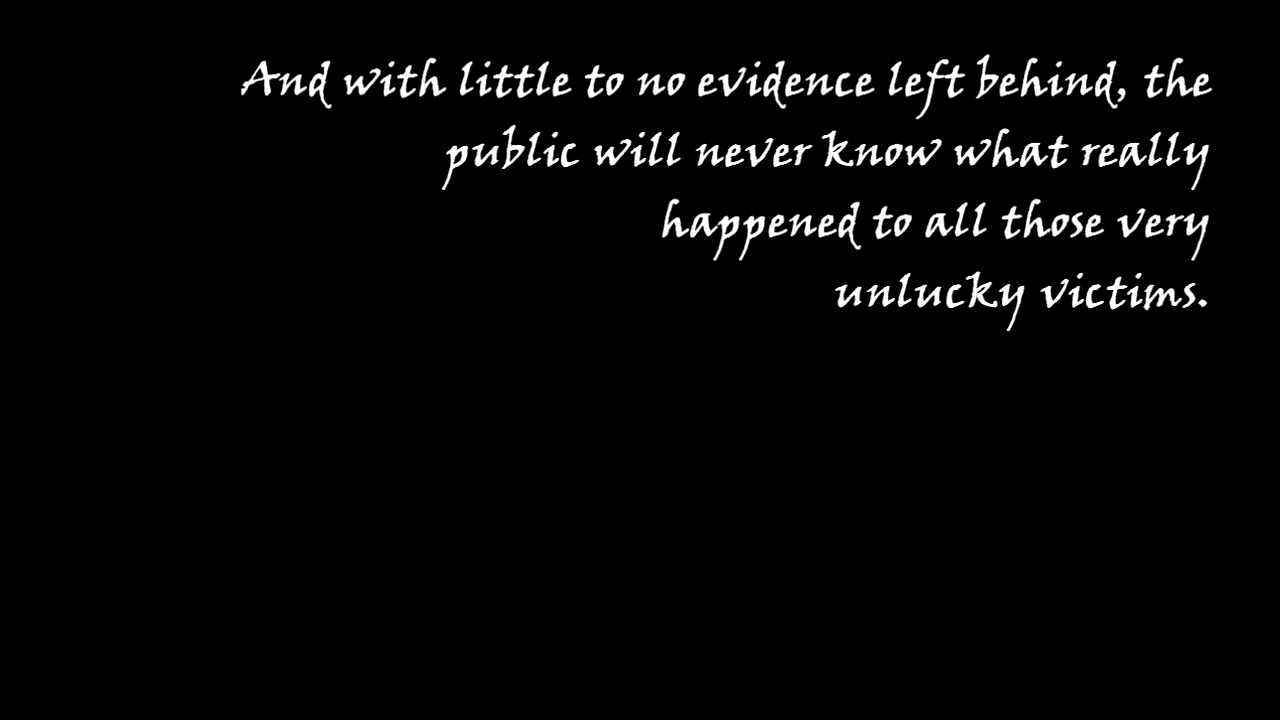 And with little to no evidence left behind, the
public will never know what really
happened to all those very
unlucky victims.